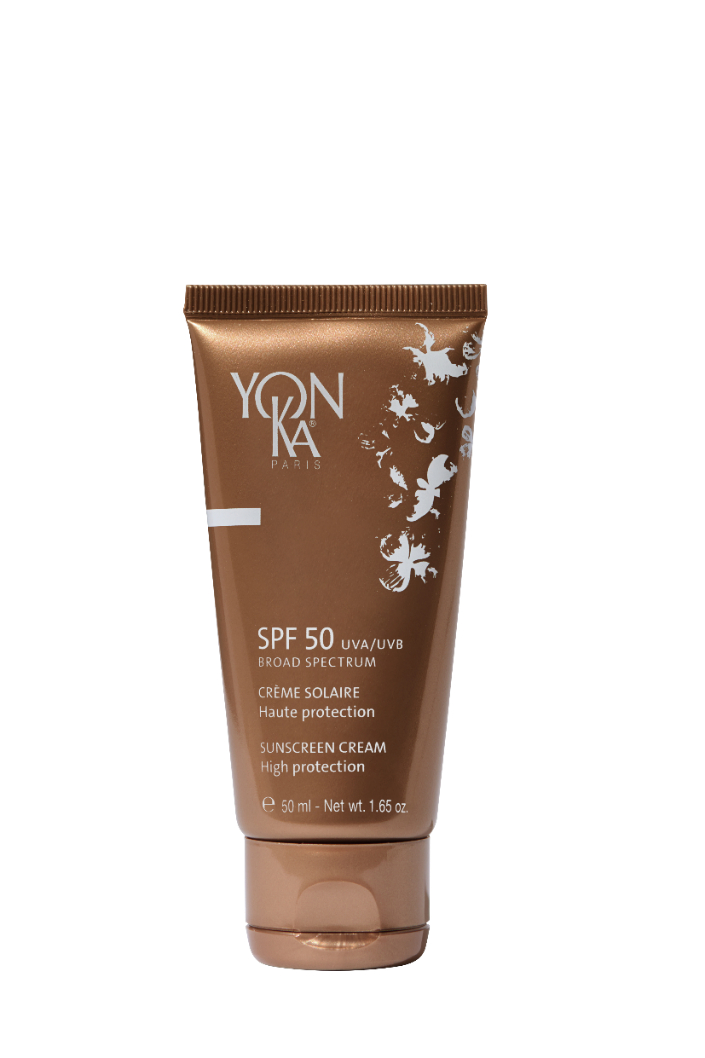 YON
KA®
PARIS
SPF 50 UVA/UVB
BROAD SPECTRUM
CRÈME SOLAIRE
Haute protection
SUNSCREEN CREAM
High protection
℮ 50 ml - Net wt. 1.65 oz.